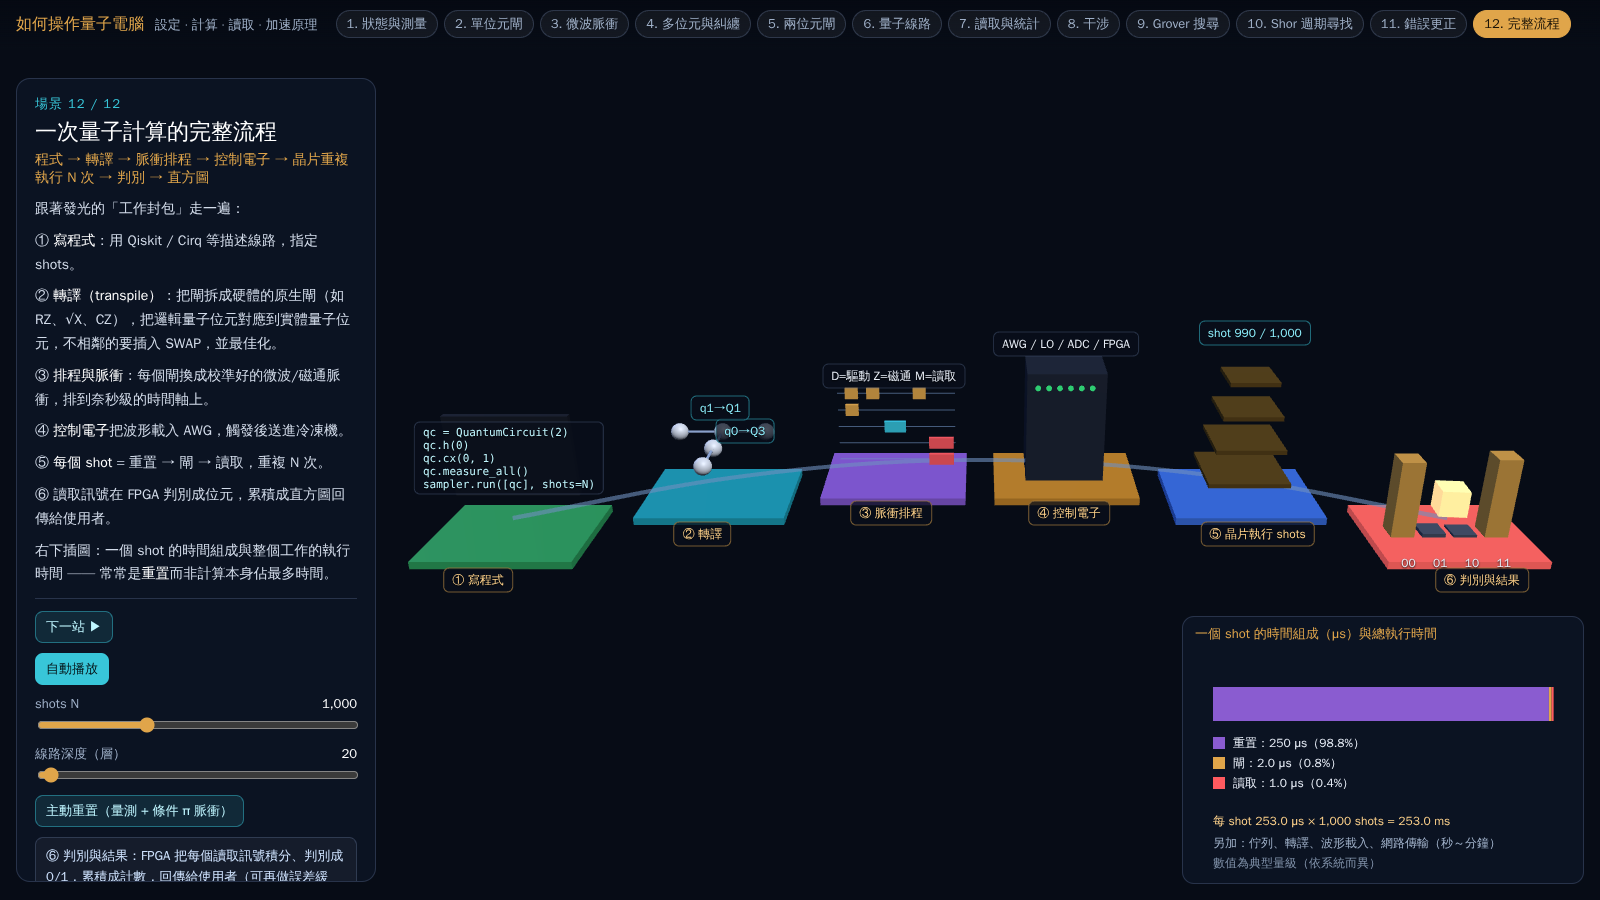 如何操作量子電腦 設定 · 計算 · 讀取 · 加速原理
1. 狀態與測量
2. 單位元閘
3. 微波脈衝
4. 多位元與糾纏
5. 兩位元閘
6. 量子線路
7. 讀取與統計
8. 干涉
9. Grover 搜尋
10. Shor 週期尋找
11. 錯誤更正
12. 完整流程
場景 12 / 12
一次量子計算的完整流程
程式 → 轉譯 → 脈衝排程 → 控制電子 → 晶片重複
執行 N 次 → 判別 → 直方圖
跟著發光的「工作封包」走一遍：
① 寫程式：用 Qiskit / Cirq 等描述線路，指定
shots。
② 轉譯（transpile）：把閘拆成硬體的原生閘（如
RZ、√X、CZ），把邏輯量子位元對應到實體量子位
元，不相鄰的要插入 SWAP，並最佳化。
③ 排程與脈衝：每個閘換成校準好的微波/磁通脈
衝，排到奈秒級的時間軸上。
④ 控制電子把波形載入 AWG，觸發後送進冷凍機。
⑤ 每個 shot = 重置 → 閘 → 讀取，重複 N 次。
⑥ 讀取訊號在 FPGA 判別成位元，累積成直方圖回
傳給使用者。
右下插圖：一個 shot 的時間組成與整個工作的執行
時間 —— 常常是重置而非計算本身佔最多時間。
下一站 ▶
自動播放
shots N 1,000
線路深度（層） 20
主動重置（量測 + 條件 π 脈衝）
⑥ 判別與結果：FPGA 把每個讀取訊號積分、判別成
0/1，累積成計數，回傳給使用者（可再做誤差緩
qc = QuantumCircuit(2)
qc.h(0)
qc.cx(0, 1)
qc.measure_all()
sampler.run([qc], shots=N)
① 寫程式
q1→Q1
q0→Q3
② 轉譯
D=驅動 Z=磁通 M=讀取
③ 脈衝排程
AWG / LO / ADC / FPGA
④ 控制電子
shot 990 / 1,000
⑤ 晶片執行 shots
00 01 10 11
⑥ 判別與結果
一個 shot 的時間組成（μs）與總執行時間
重置：250 μs（98.8%）
閘：2.0 μs（0.8%）
讀取：1.0 μs（0.4%）
每 shot 253.0 μs × 1,000 shots = 253.0 ms
另加：佇列、轉譯、波形載入、網路傳輸（秒～分鐘）
數值為典型量級（依系統而異）